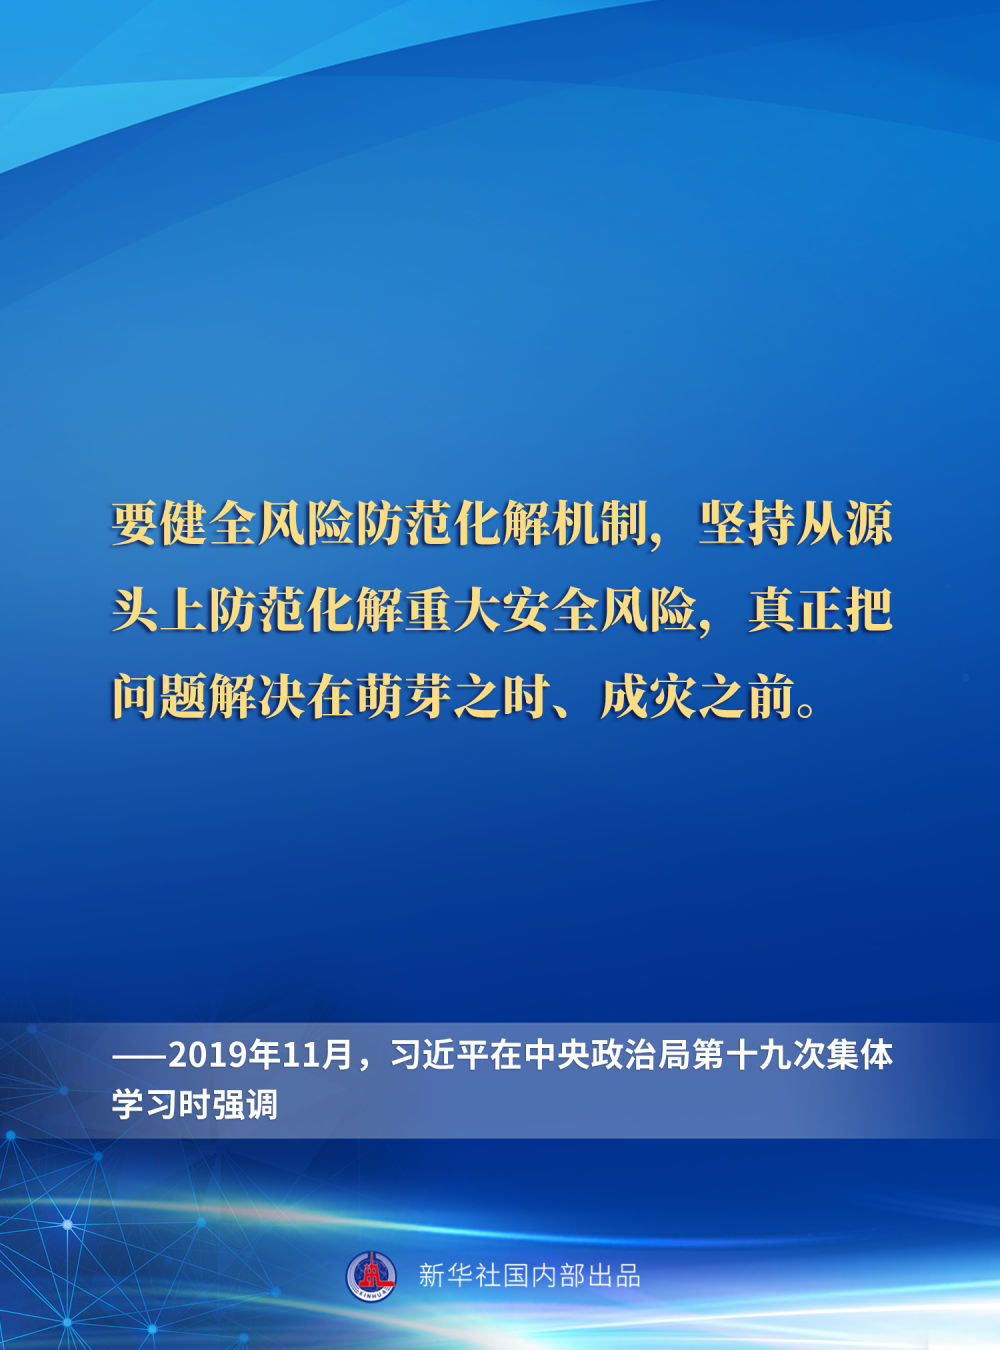 要健全风险防范化解机制，坚持从源
头上防范化解重大安全风险，真正把
问题解决在萌芽之时、成灾之前。
——2019年11月，习近平在中央政治局第十九次集体
学习时强调
XINHUA
新华社国内部出品